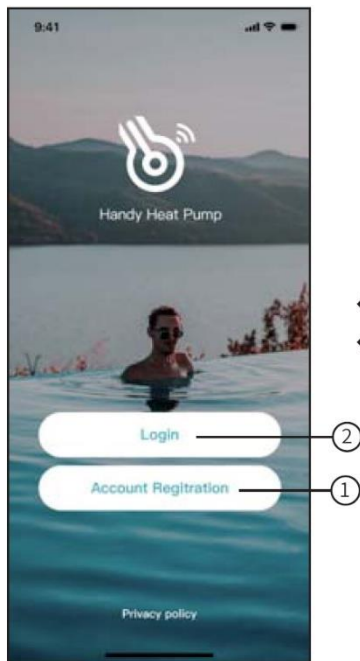 9:41
Handy Heat Pump
Login
②
Account Regitration
①
Privacy policy